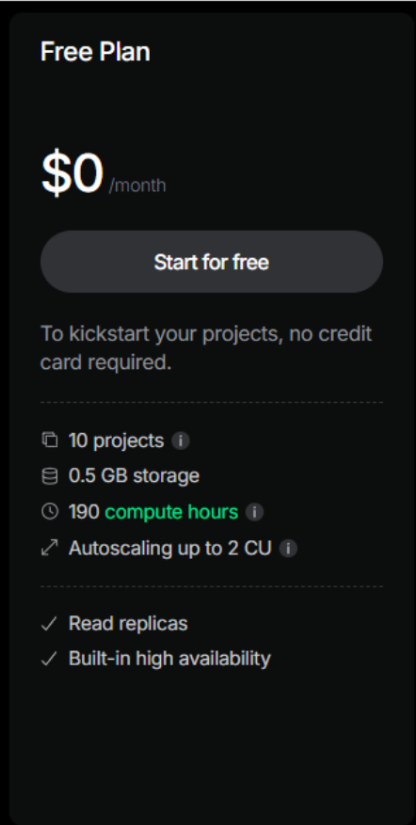 Free Plan
$0 /month
Start for free
To kickstart your projects, no credit
card required.
10 projects
0.5 GB storage
190 compute hours
Autoscaling up to 2 CU
Read replicas
Built-in high availability